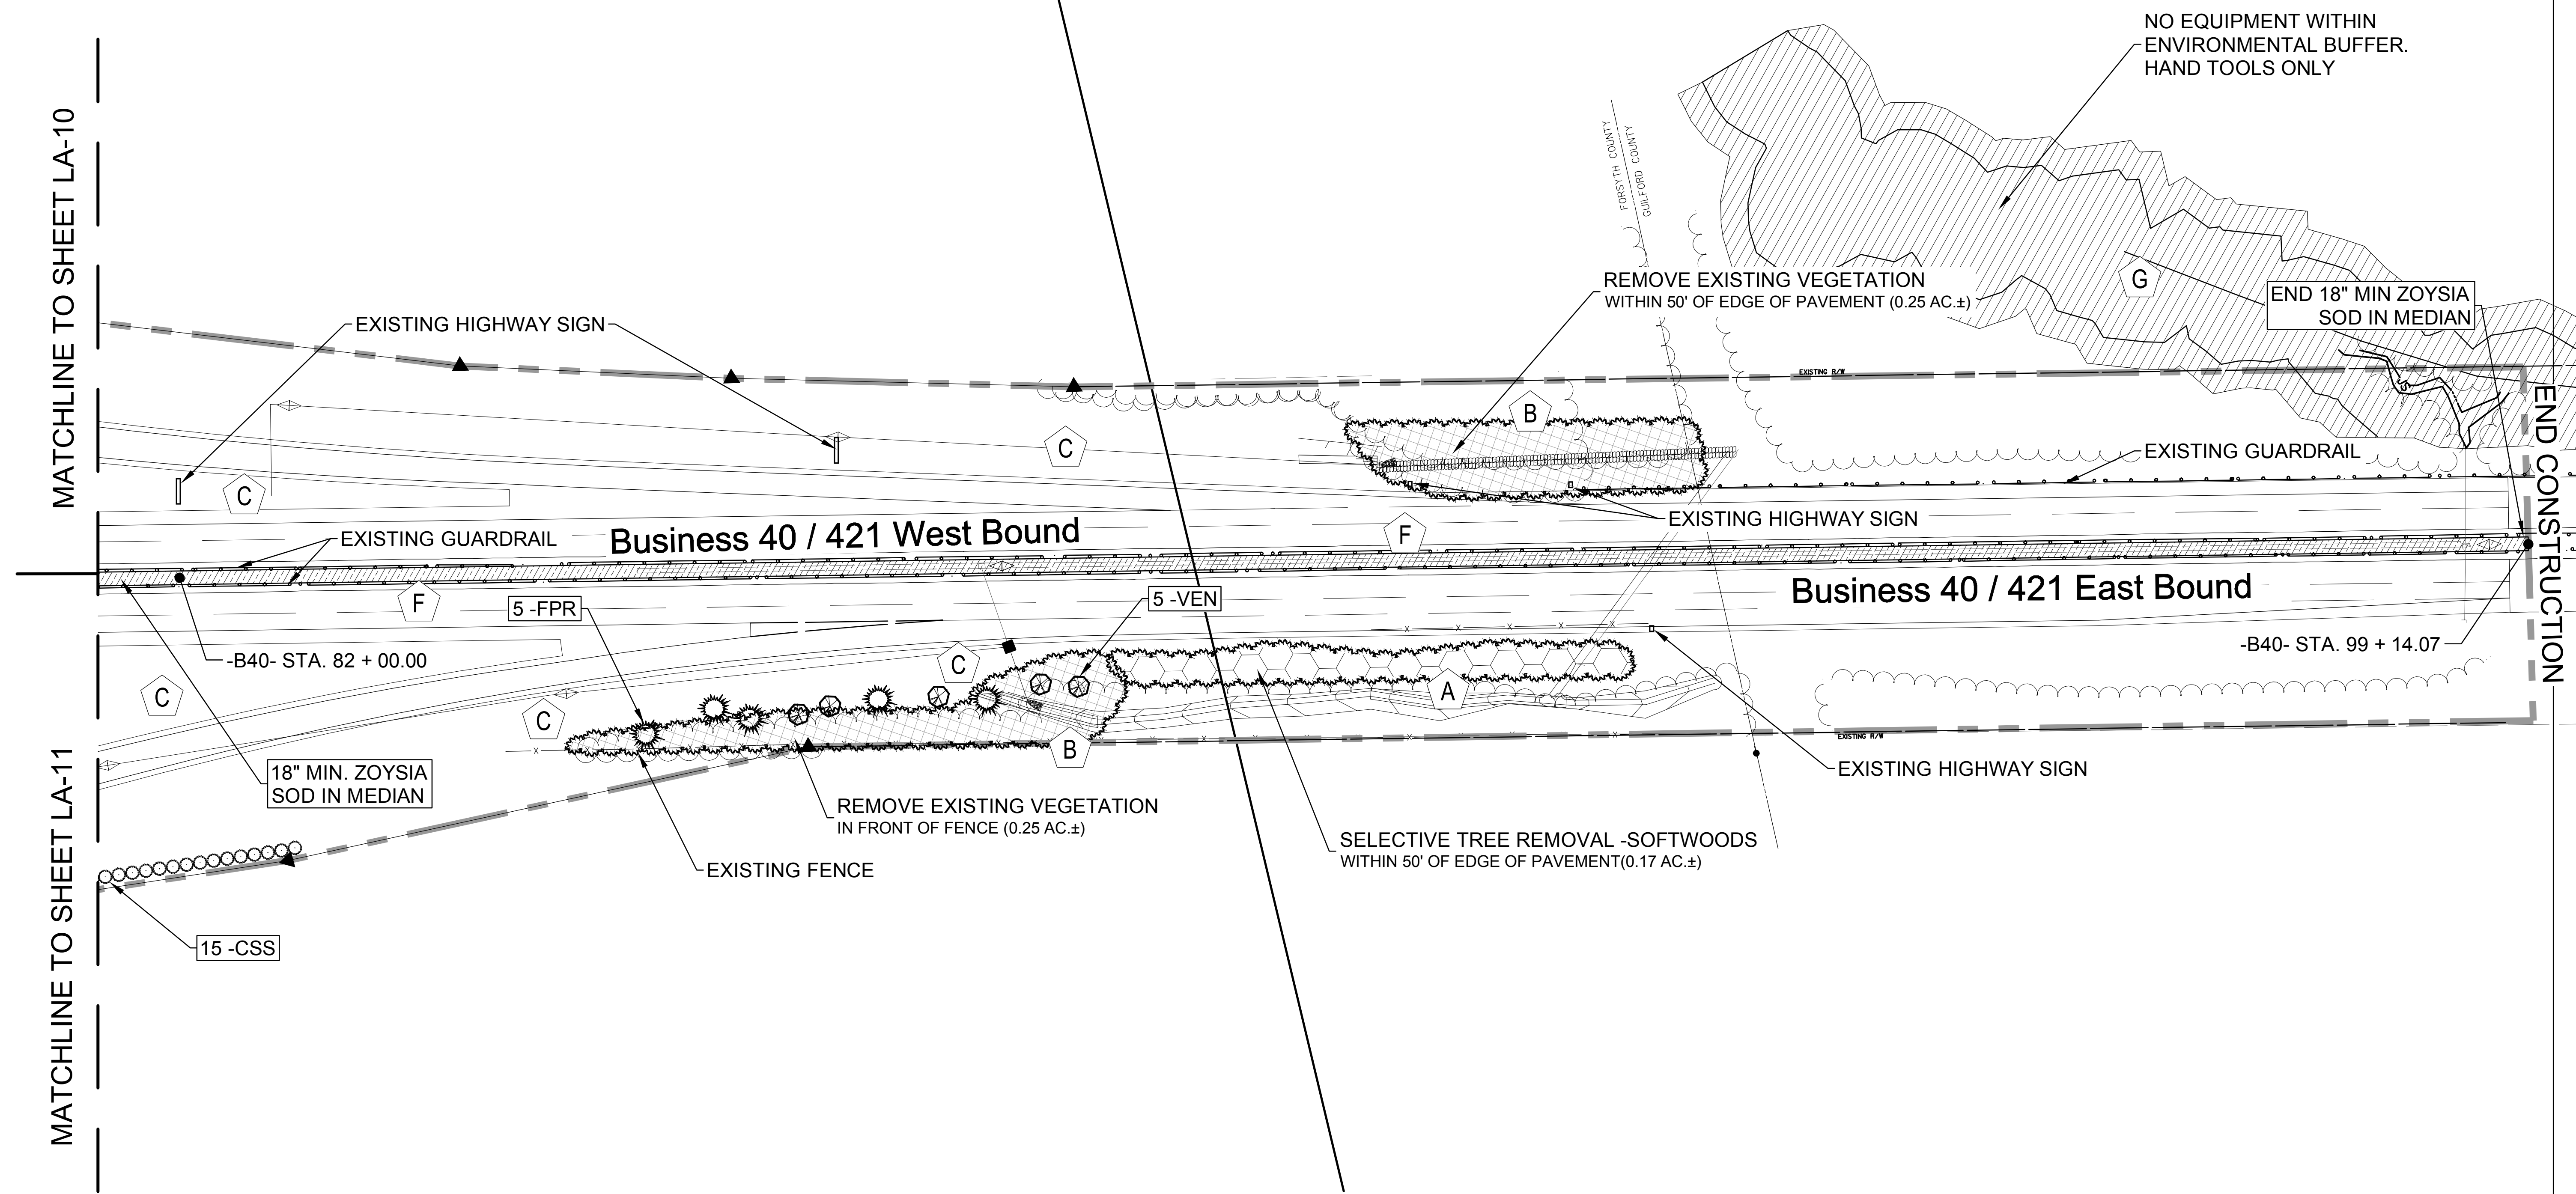 NO EQUIPMENT WITHIN
ENVIRONMENTAL BUFFER.
HAND TOOLS ONLY
MATCHLINE TO SHEET LA-10
FORSYTH COUNTY
GUILFORD COUNTY
REMOVE EXISTING VEGETATION
WITHIN 50' OF EDGE OF PAVEMENT (0.25 AC.±)
G
END 18" MIN ZOYSIA
SOD IN MEDIAN
EXISTING HIGHWAY SIGN
EXISTING R/W
JS
B
C
EXISTING GUARDRAIL
C
END CONSTRUCTION
EXISTING HIGHWAY SIGN
Business 40 / 421 West Bound
F
EXISTING GUARDRAIL
Business 40 / 421 East Bound
F
5 -FPR
5 -VEN
-B40- STA. 82 + 00.00
-B40- STA. 99 + 14.07
C
C
A
C
B
EXISTING R/W
MATCHLINE TO SHEET LA-11
18" MIN. ZOYSIA
SOD IN MEDIAN
EXISTING HIGHWAY SIGN
REMOVE EXISTING VEGETATION
IN FRONT OF FENCE (0.25 AC.±)
SELECTIVE TREE REMOVAL -SOFTWOODS
WITHIN 50' OF EDGE OF PAVEMENT(0.17 AC.±)
EXISTING FENCE
15 -CSS